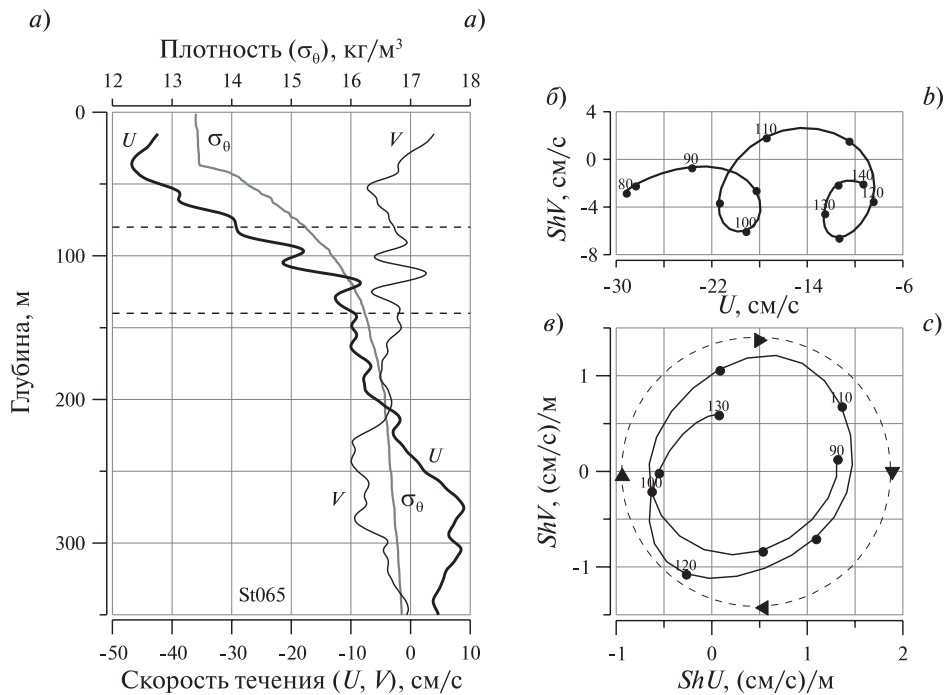 а)
а)
Плотность (σθ), кг/м³
12 13 14 15 16 17 18
0
100
200
300
Глубина, м
U
σθ
V
U
V
σθ
St065
-50 -40 -30 -20 -10 0 10
Скорость течения (U, V), см/с
б)
b)
4
0
-4
-8
ShV, см/с
80
90
100
110
120
130
140
-30 -22 -14 -6
U, см/с
в)
c)
1
0
-1
ShV, (см/с)/м
90
100
110
120
130
-1 0 1 2
ShU, (см/с)/м